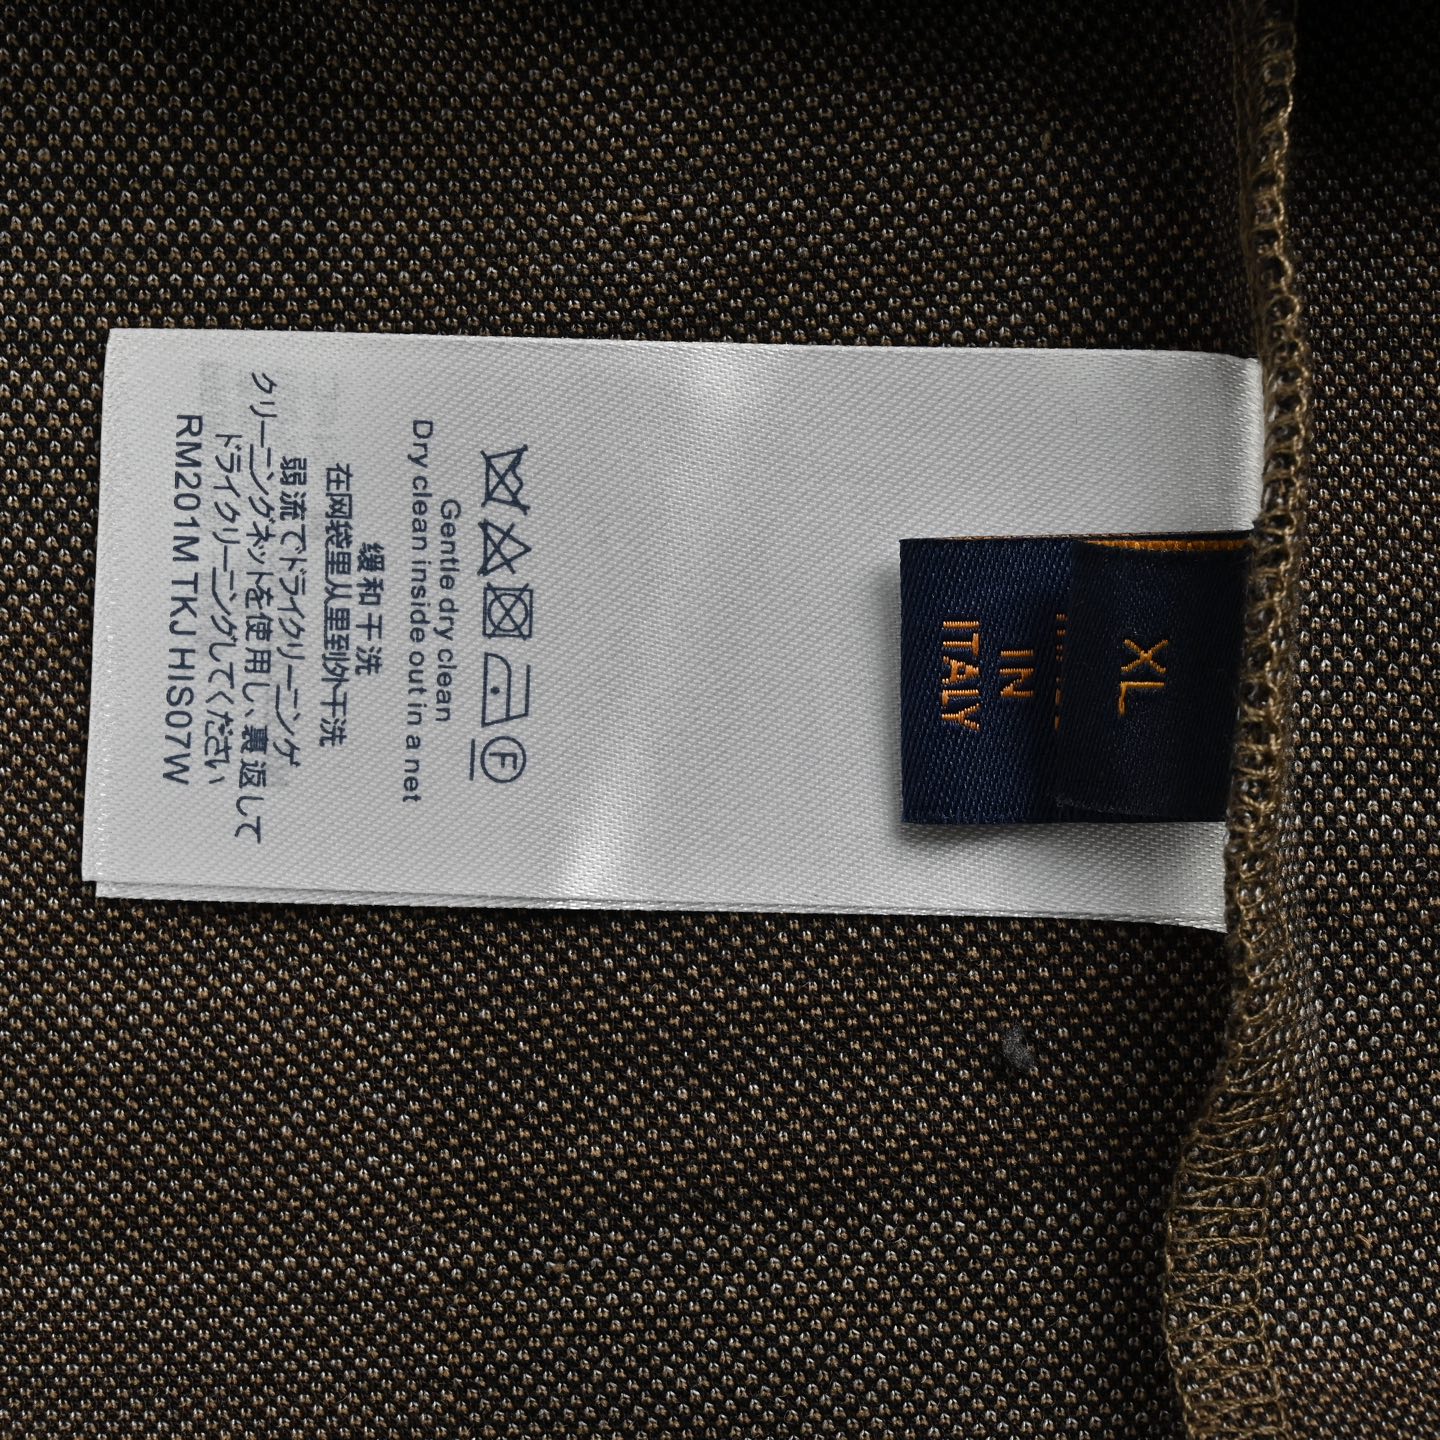 Gentle dry clean
Dry clean inside out in a net
缓和干洗
在网袋里从里到外干洗
弱流でドライクリーニング
クリーニングネットを使用し、裏返して
ドライクリーニングしてください
RM201M TKJ HIS07W
XL
IN
ITALY
F